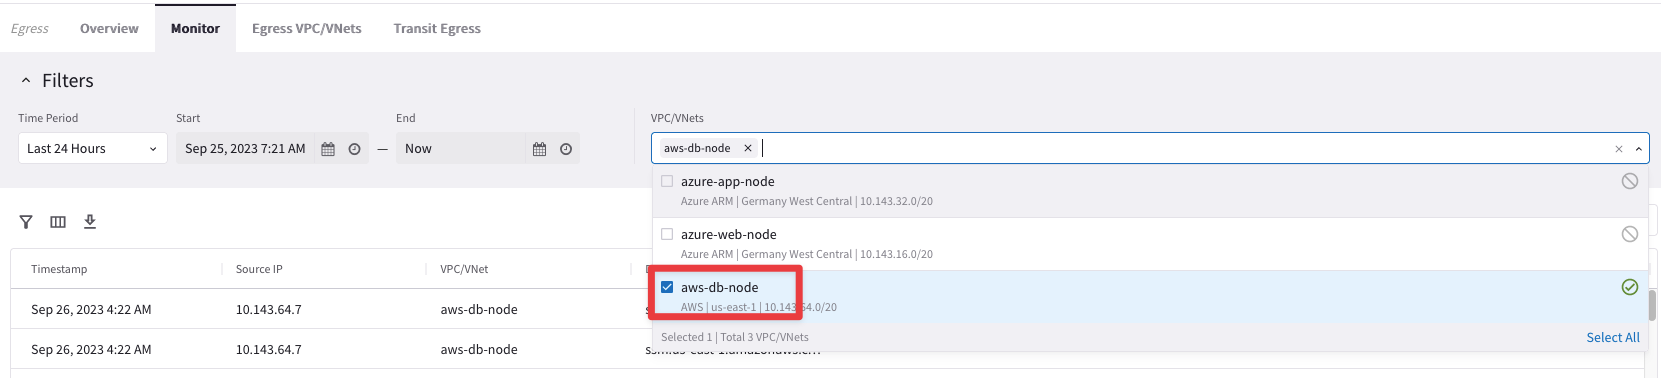 Egress Overview Monitor Egress VPC/VNets Transit Egress
Filters
Time Period Start End VPC/VNets
Last 24 Hours Sep 25, 2023 7:21 AM — Now aws-db-node
azure-app-node
Azure ARM | Germany West Central | 10.143.32.0/20
azure-web-node
Azure ARM | Germany West Central | 10.143.16.0/20
Timestamp Source IP VPC/VNet
aws-db-node
AWS | us-east-1 | 10.143.64.0/20
Sep 26, 2023 4:22 AM 10.143.64.7 aws-db-node
Selected 1 | Total 3 VPC/VNets Select All
Sep 26, 2023 4:22 AM 10.143.64.7 aws-db-node